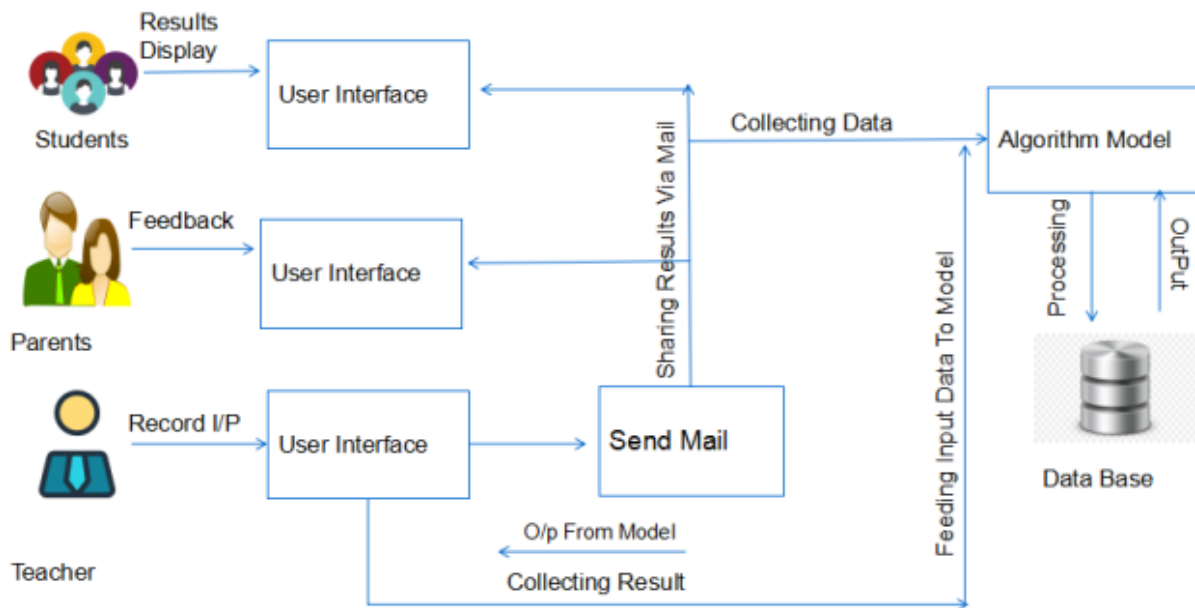 Results
Display
User Interface
Students
Collecting Data
Algorithm Model
Sharing Results Via Mail
Feedback
User Interface
Parents
Processing
OutPut
Feeding Input Data To Model
Record I/P
User Interface
Send Mail
Data Base
O/p From Model
Teacher
Collecting Result